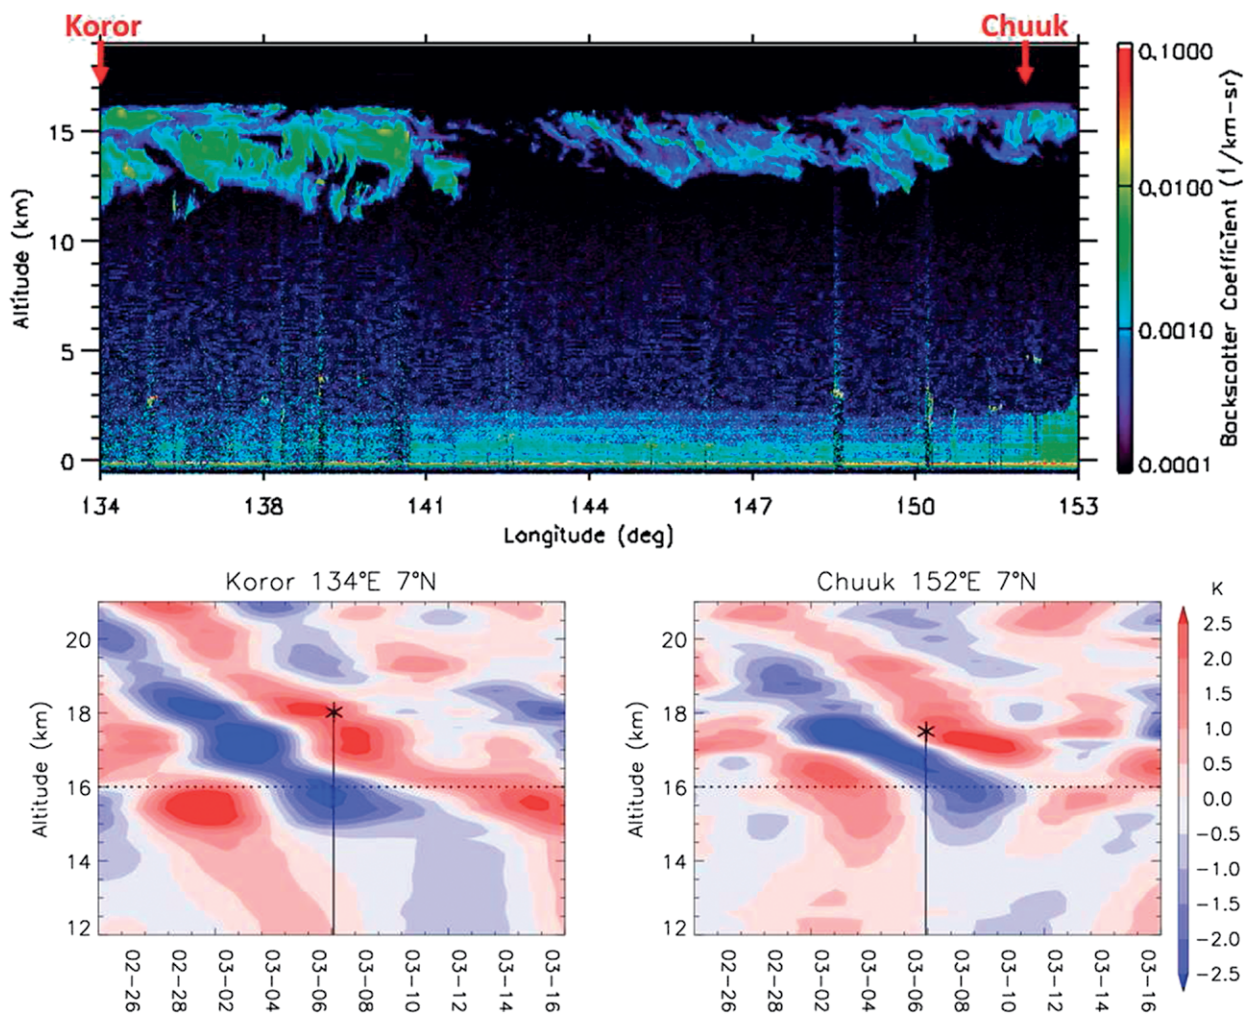 Koror
Chuuk
0.1000
15
0.0100
10
5
0.0010
0
0.0001
Altitude (km)
Backscatter Coefficient (1/km-sr)
134 138 141 144 147 150 153
Longitude (deg)
Koror 134°E 7°N
Chuuk 152°E 7°N
K
20
18
16
14
12
Altitude (km)
02-26 02-28 03-02 03-04 03-06 03-08 03-10 03-12 03-14 03-16
20
18
16
14
12
Altitude (km)
02-26 02-28 03-02 03-04 03-06 03-08 03-10 03-12 03-14 03-16
2.5
2.0
1.5
1.0
0.5
0.0
-0.5
-1.0
-1.5
-2.0
-2.5